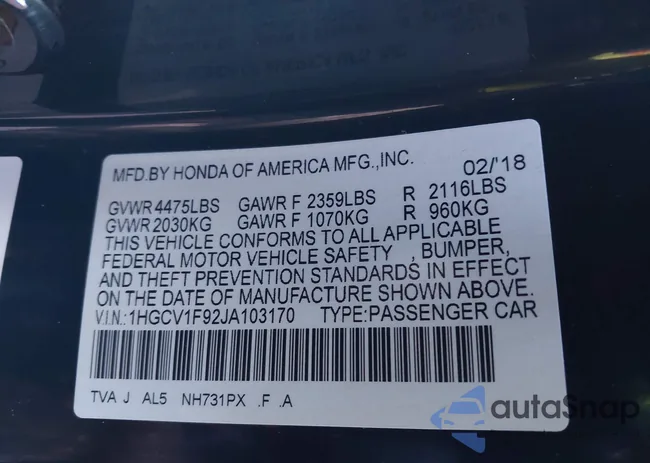 MFD.BY HONDA OF AMERICA MFG.,INC. 02/'18
GVWR 4475LBS GAWR F 2359LBS R 2116LBS
GVWR 2030KG GAWR F 1070KG R 960KG
THIS VEHICLE CONFORMS TO ALL APPLICABLE
FEDERAL MOTOR VEHICLE SAFETY , BUMPER,
AND THEFT PREVENTION STANDARDS IN EFFECT
ON THE DATE OF MANUFACTURE SHOWN ABOVE.
V.I.N.:1HGCV1F92JA103170 TYPE:PASSENGER CAR
TVA J AL5 NH731PX .F .A
autoSnap